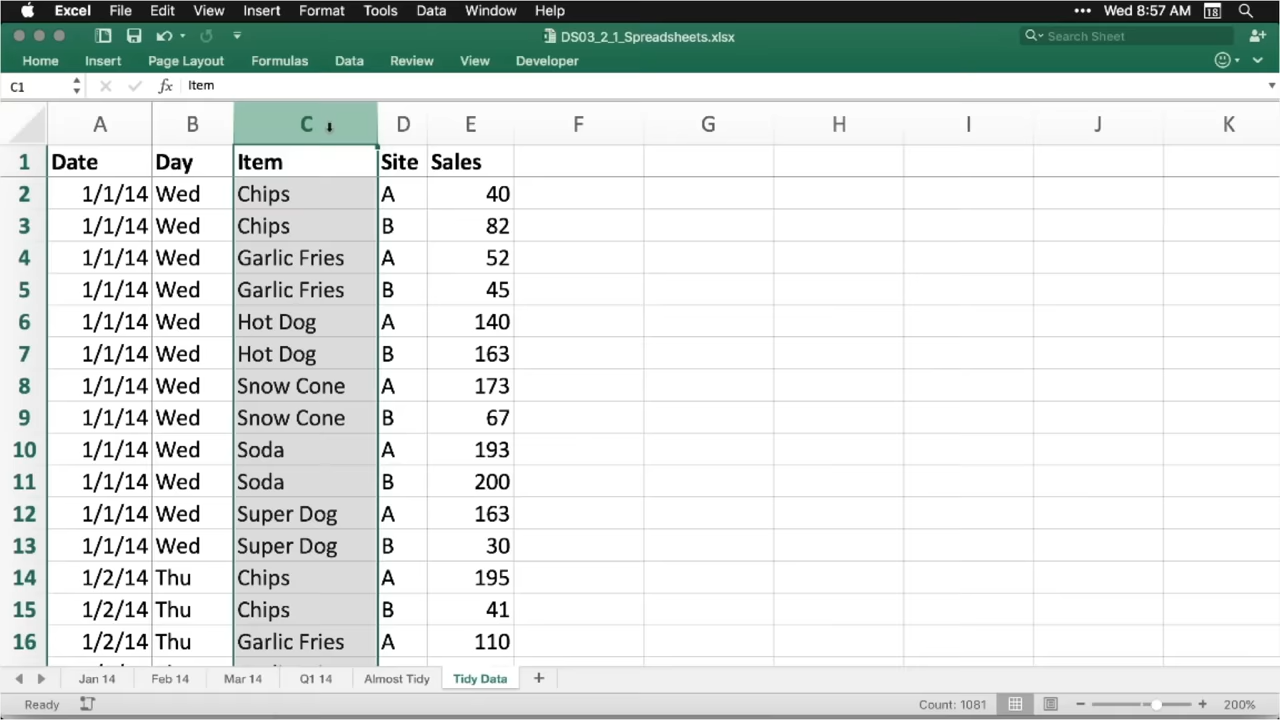 Excel File Edit View Insert Format Tools Data Window Help ••• Wed 8:57 AM 18
DS03_2_1_Spreadsheets.xlsx Search Sheet
Home Insert Page Layout Formulas Data Review View Developer
C1 fx Item
A B C D E F G H I J K
1 Date Day Item Site Sales
2 1/1/14 Wed Chips A 40
3 1/1/14 Wed Chips B 82
4 1/1/14 Wed Garlic Fries A 52
5 1/1/14 Wed Garlic Fries B 45
6 1/1/14 Wed Hot Dog A 140
7 1/1/14 Wed Hot Dog B 163
8 1/1/14 Wed Snow Cone A 173
9 1/1/14 Wed Snow Cone B 67
10 1/1/14 Wed Soda A 193
11 1/1/14 Wed Soda B 200
12 1/1/14 Wed Super Dog A 163
13 1/1/14 Wed Super Dog B 30
14 1/2/14 Thu Chips A 195
15 1/2/14 Thu Chips B 41
16 1/2/14 Thu Garlic Fries A 110
Jan 14 Feb 14 Mar 14 Q1 14 Almost Tidy Tidy Data +
Ready Count: 1081 − + 200%